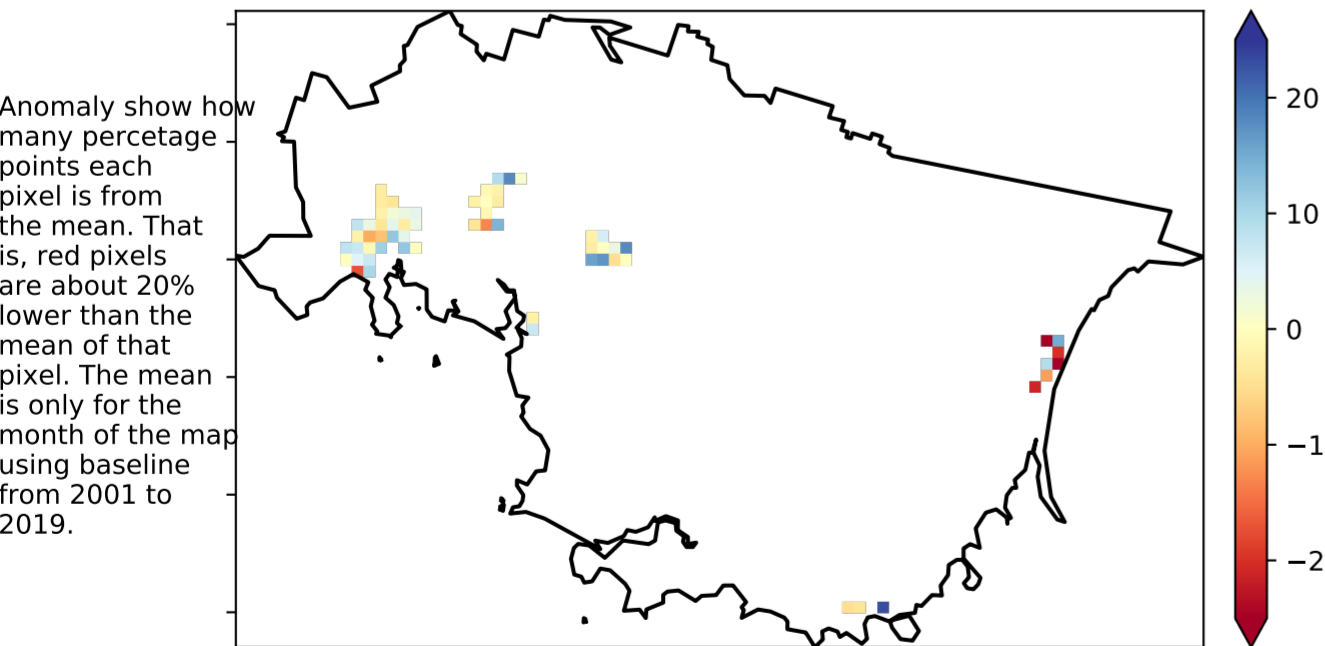 Anomaly show how
many percetage
points each
pixel is from
the mean. That
is, red pixels
are about 20%
lower than the
mean of that
pixel. The mean
is only for the
month of the map
using baseline
from 2001 to
2019.
20
10
0
−1
−2